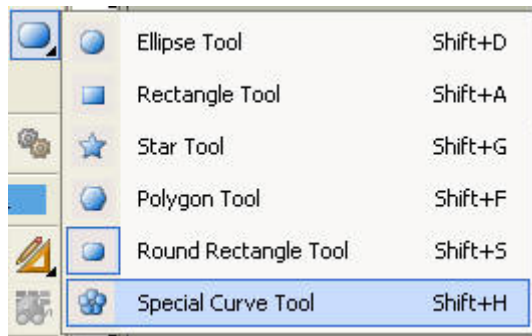 Ellipse Tool Shift+D
Rectangle Tool Shift+A
Star Tool Shift+G
Polygon Tool Shift+F
Round Rectangle Tool Shift+S
Special Curve Tool Shift+H